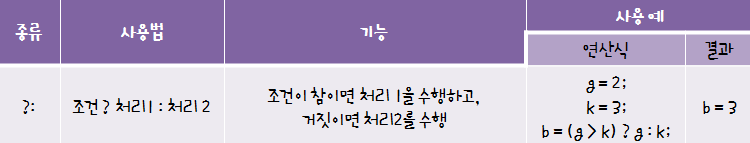 종류 사용법 기능 사용 예
연산식 결과
?: 조건 ? 처리1 : 처리 2 조건이 참이면 처리 1을 수행하고, 거짓이면 처리2를 수행
g = 2;
k = 3;
b = (g > k) ? g : k;
b = 3